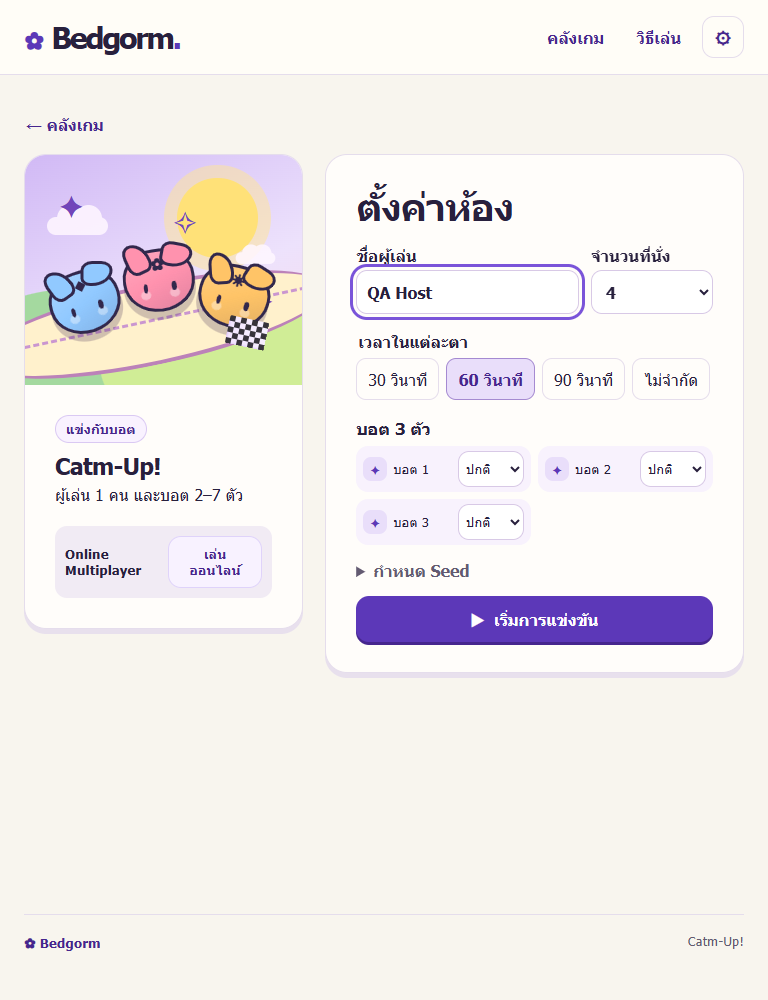 Bedgorm.
คลังเกม
วิธีเล่น
← คลังเกม
แข่งกับบอต
Catm-Up!
ผู้เล่น 1 คน และบอต 2–7 ตัว
Online
Multiplayer
เล่น
ออนไลน์
ตั้งค่าห้อง
ชื่อผู้เล่น
จำนวนที่นั่ง
QA Host
4
เวลาในแต่ละตา
30 วินาที
60 วินาที
90 วินาที
ไม่จำกัด
บอต 3 ตัว
บอต 1
ปกติ
บอต 2
ปกติ
บอต 3
ปกติ
กำหนด Seed
เริ่มการแข่งขัน
Bedgorm
Catm-Up!